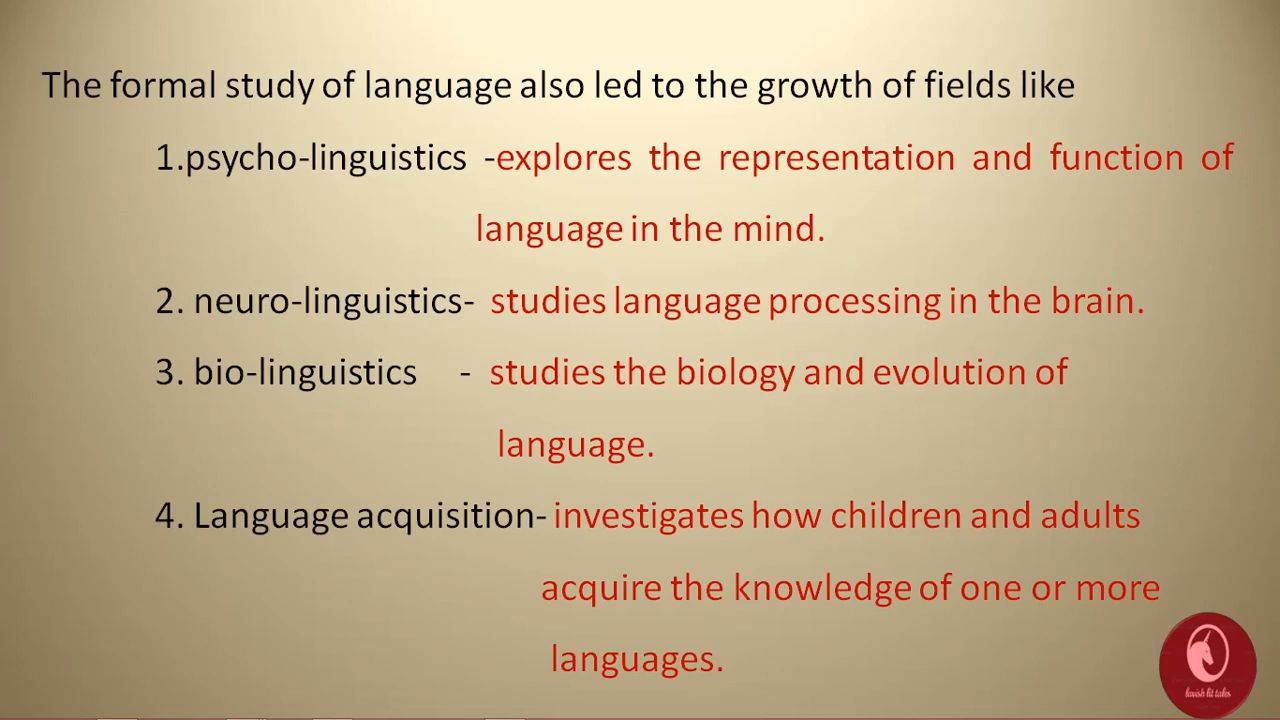 The formal study of language also led to the growth of fields like
1.psycho-linguistics -explores the representation and function of
language in the mind.
2. neuro-linguistics- studies language processing in the brain.
3. bio-linguistics - studies the biology and evolution of
language.
4. Language acquisition- investigates how children and adults
acquire the knowledge of one or more
languages.
lavish lit tales